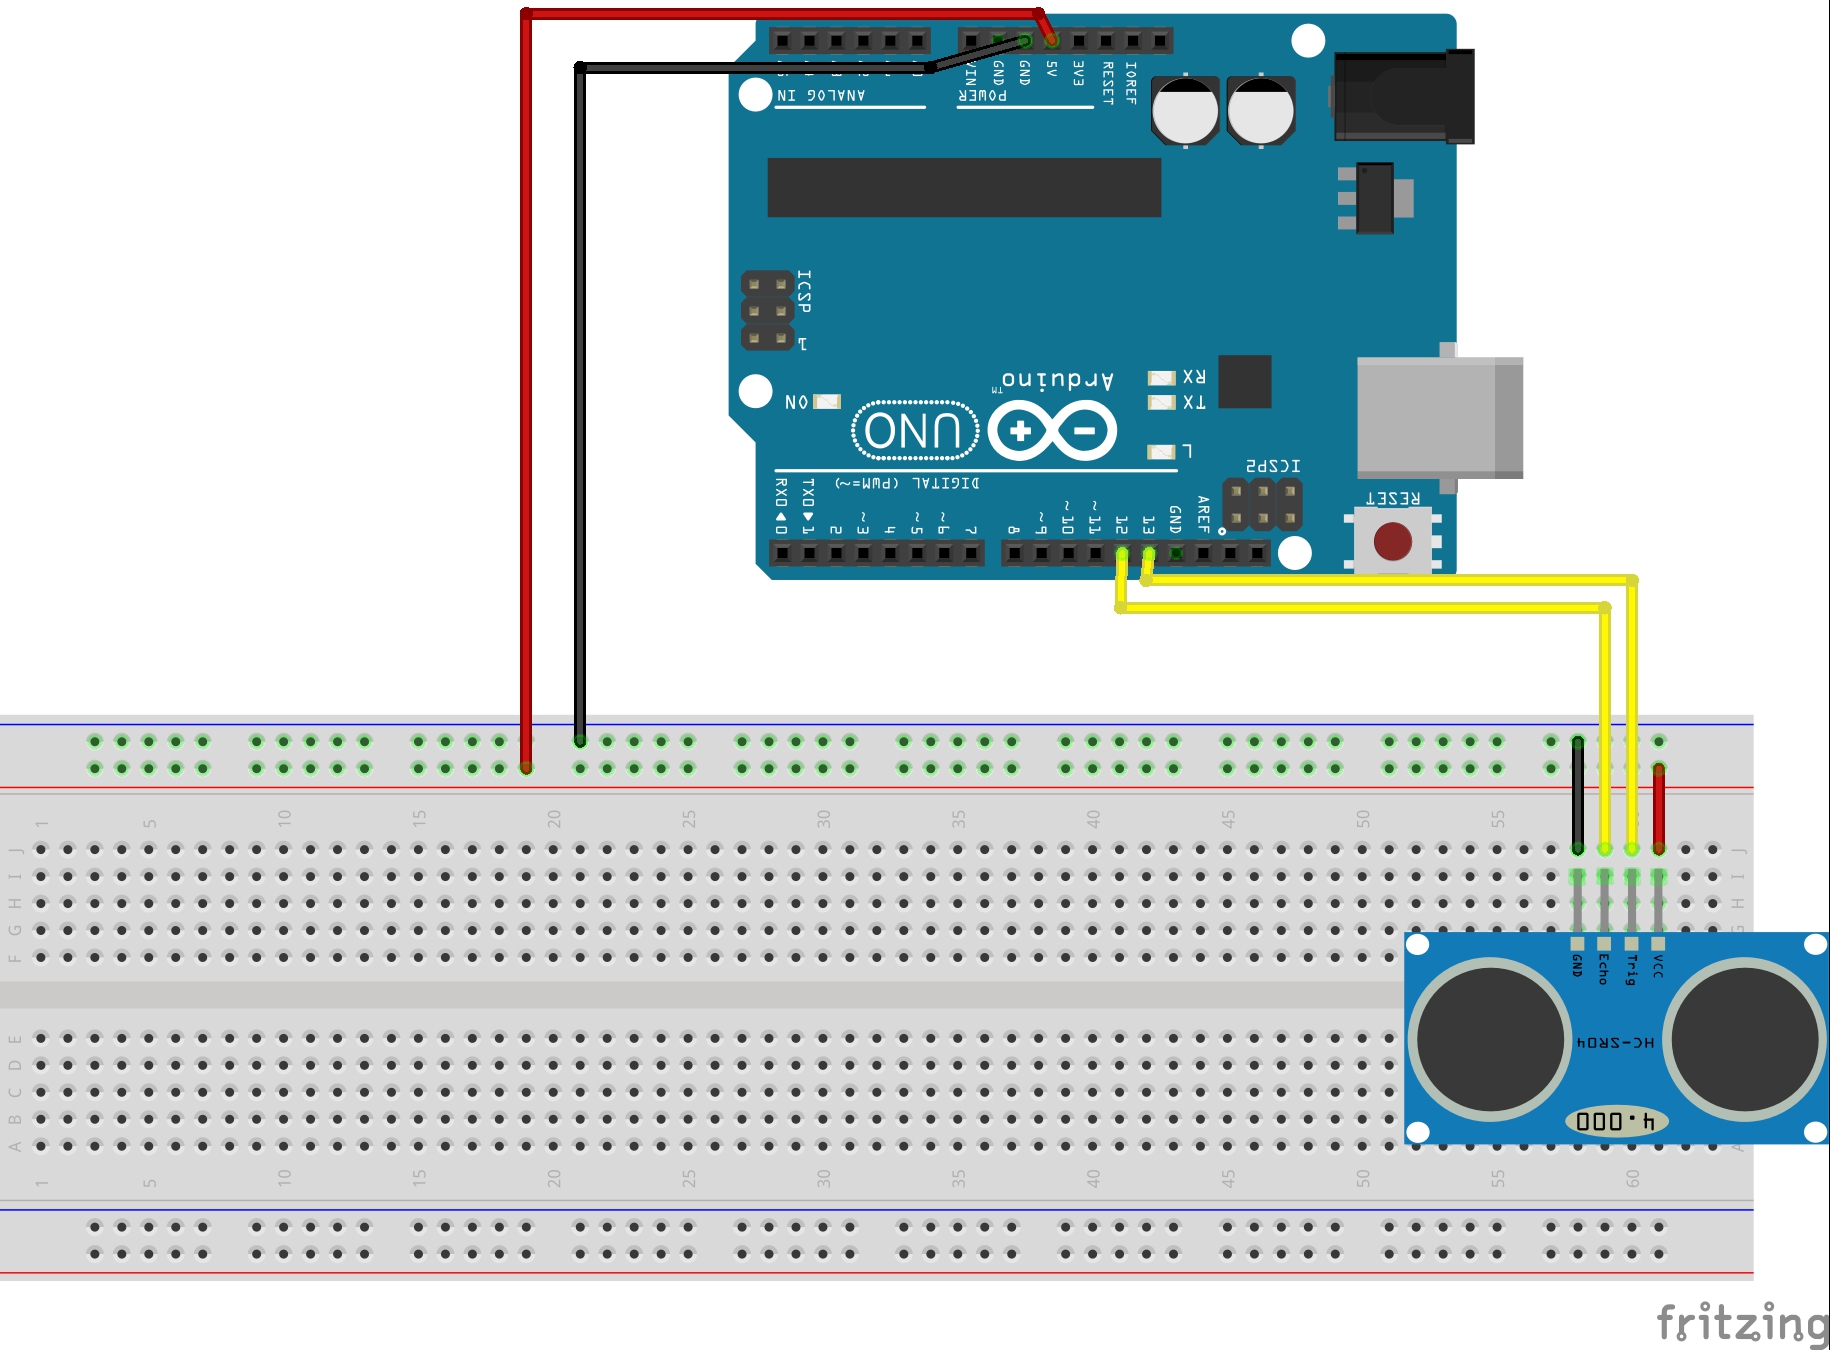 VIN
GND
GND
5V
3V3
RESET
IOREF
ANALOG IN
POWER
ICSP
1
Arduino
TM
ON
UNO
RX
TX
L
ICSP2
RX0 TX0 DIGITAL (PWM=~)
RESET
0 1 2 ~3 4 ~5 ~6 7 8 ~9 ~10 ~11 12 13 GND AREF
1 5 10 15 20 25 30 35 40 45 50 55
J J
I I
H H
G G
F
GND Echo Trig VCC
HC-SR04
4.000
E
D
C
B
A A
1 5 10 15 20 25 30 35 40 45 50 55 60
fritzing